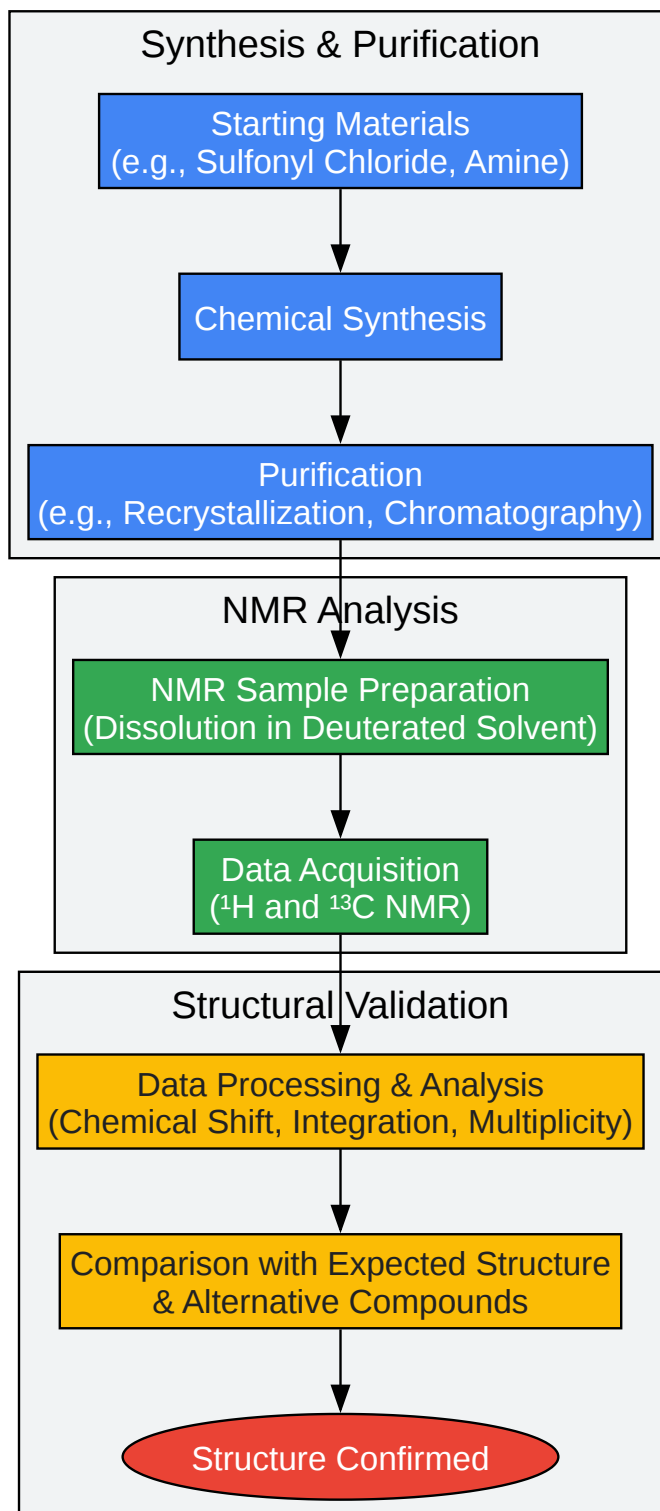 Synthesis & Purification
Starting Materials
(e.g., Sulfonyl Chloride, Amine)
Chemical Synthesis
Purification
(e.g., Recrystallization, Chromatography)
NMR Analysis
NMR Sample Preparation
(Dissolution in Deuterated Solvent)
Data Acquisition
(¹H and ¹³C NMR)
Structural Validation
Data Processing & Analysis
(Chemical Shift, Integration, Multiplicity)
Comparison with Expected Structure
& Alternative Compounds
Structure Confirmed